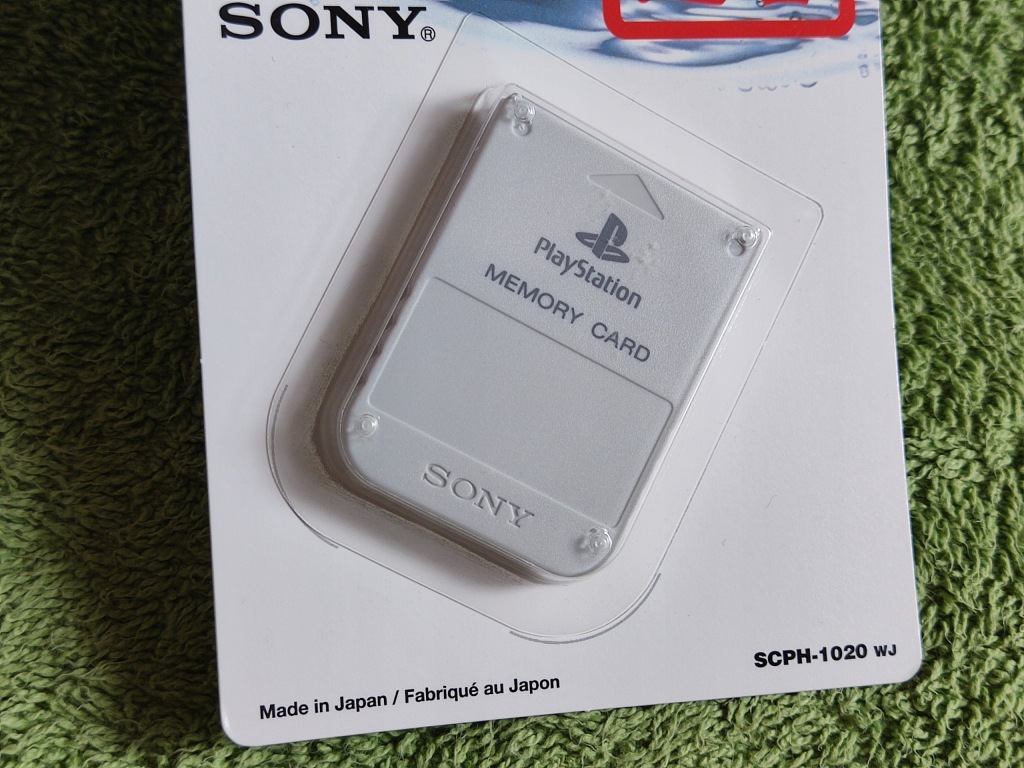 SONY®
PlayStation
MEMORY CARD
SONY
SCPH-1020 WJ
Made in Japan / Fabriqué au Japon